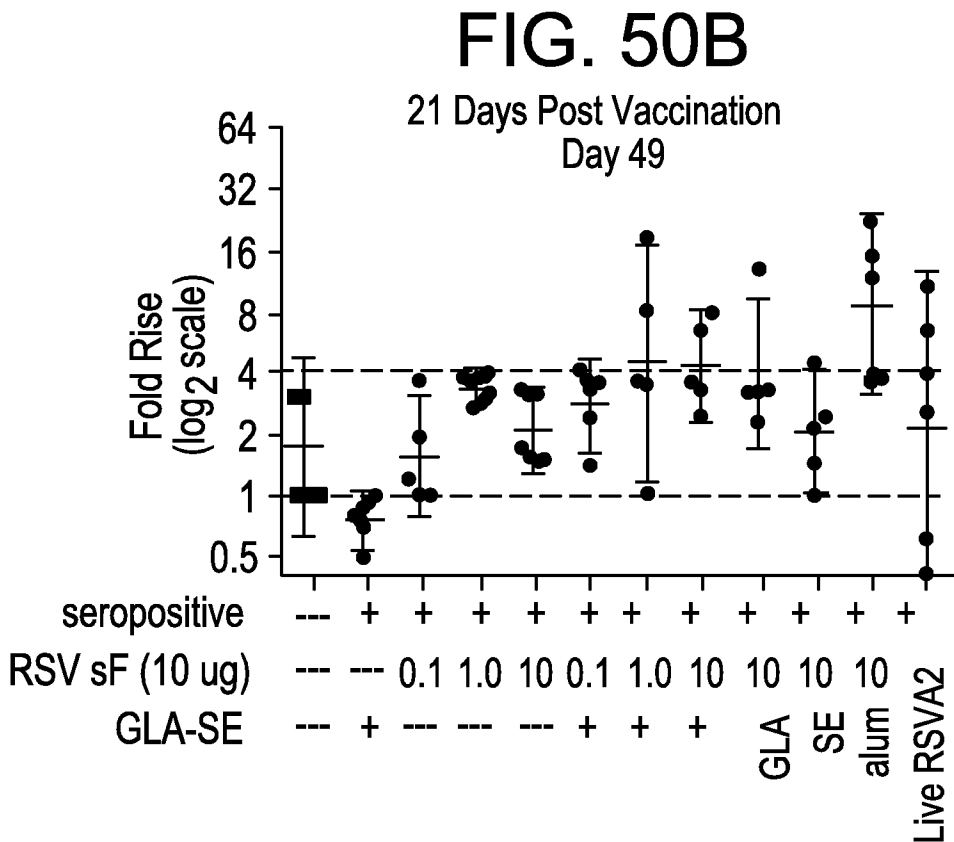 FIG. 50B
21 Days Post Vaccination
Day 49
Fold Rise
(log2 scale)
64
32
16
8
4
2
1
0.5
seropositive --- + + + + + + + + + + +
RSV sF (10 ug) --- --- 0.1 1.0 10 0.1 1.0 10 10 10 10
GLA-SE --- + --- --- --- + + + GLA SE alum Live RSVA2